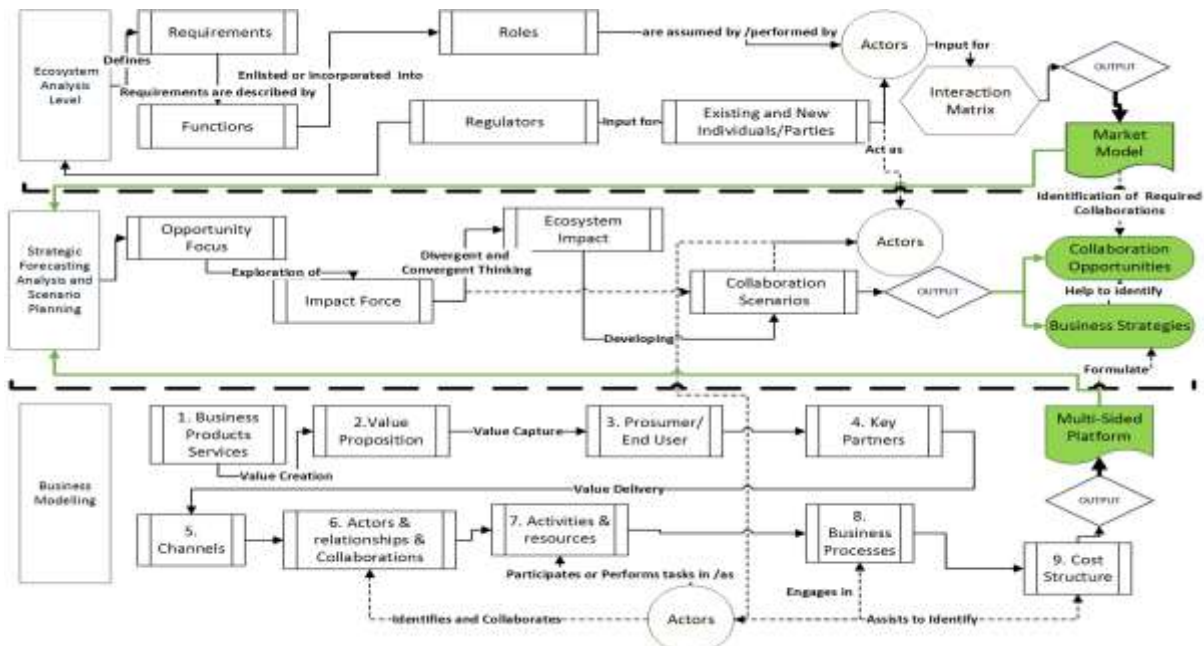 Requirements
Roles
are assumed by /performed by
Actors
Input for
OUTPUT
Defines
Ecosystem
Analysis
Level
Enlisted or Incorporated into
Requirements are described by
Interaction
Matrix
Functions
Regulators
Input for
Existing and New
Individuals/Parties
Market
Model
Act as
Identification of Required
Collaborations
Strategic
Forecasting
Analysis and
Scenario
Planning
Opportunity
Focus
Ecosystem
Impact
Actors
Divergent and
Convergent Thinking
Exploration of
Impact Force
Collaboration
Scenarios
OUTPUT
Collaboration
Opportunities
Help to identify
Business Strategies
Developing
Formulate
1. Business
Products
Services
2.Value
Proposition
Value Capture
3. Prosumer/
End User
4. Key
Partners
Multi-Sided
Platform
Value Creation
Business
Modelling
Value Delivery
OUTPUT
5.
Channels
6. Actors &
relationships &
Collaborations
7. Activities &
resources
8.
Business
Processes
9. Cost
Structure
Participates or Performs tasks in /as
Engages in
Identifies and Collaborates
Actors
Assists to Identify